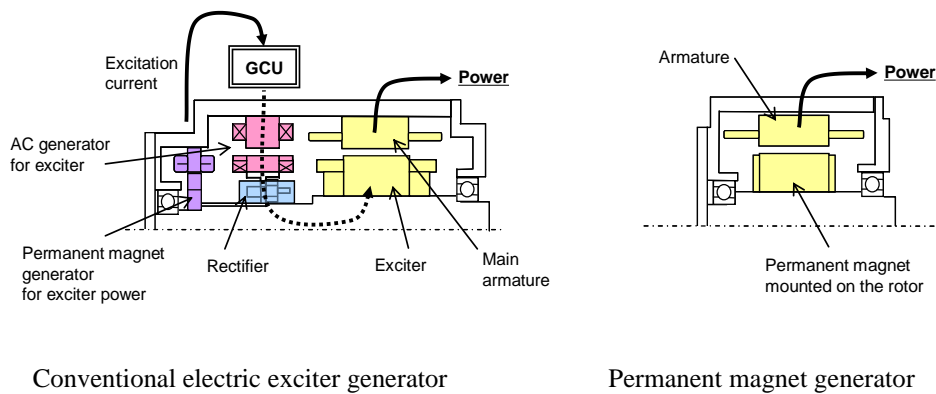 Excitation
current
GCU
Power
AC generator
for exciter
Permanent magnet
generator
for exciter power
Rectifier
Exciter
Main
armature
Armature
Power
Permanent magnet
mounted on the rotor
Conventional electric exciter generator
Permanent magnet generator